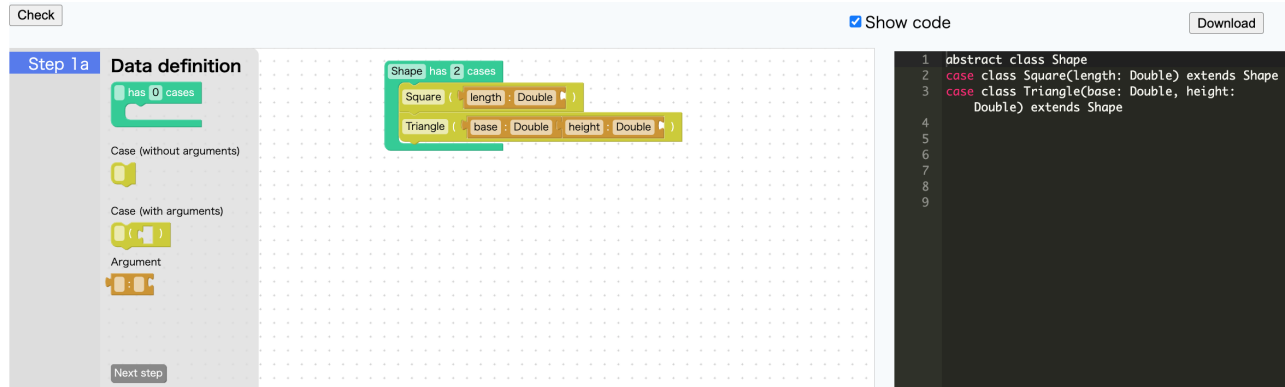 Check
Show code
Download
Step 1a
Data definition
has 0 cases
Case (without arguments)
Case (with arguments)
( )
Argument
:
Next step
Shape has 2 cases
Square ( length : Double )
Triangle ( base : Double height : Double )
1 abstract class Shape
2 case class Square(length: Double) extends Shape
3 case class Triangle(base: Double, height:
Double) extends Shape
4
5
6
7
8
9